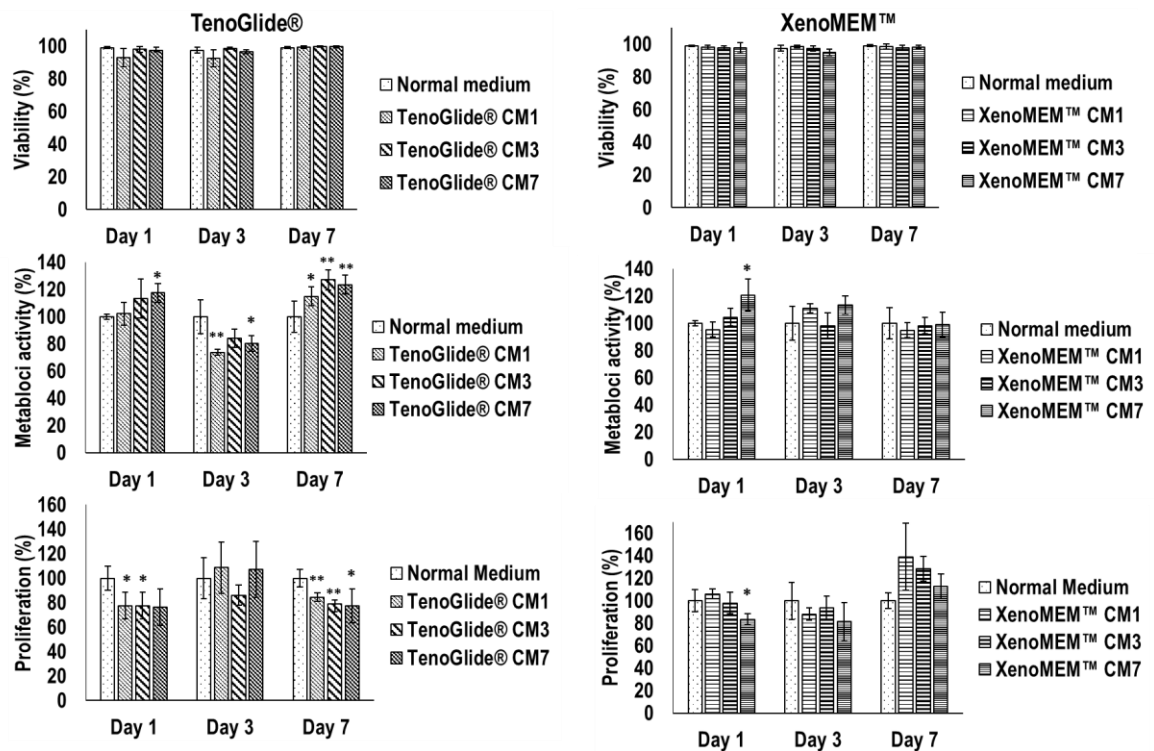 TenoGlide®
Viability (%)
120
100
80
60
40
20
0
Day 1 Day 3 Day 7
Normal medium
TenoGlide® CM1
TenoGlide® CM3
TenoGlide® CM7
XenoMEM™
Viability (%)
120
100
80
60
40
20
0
Day 1 Day 3 Day 7
Normal medium
XenoMEM™ CM1
XenoMEM™ CM3
XenoMEM™ CM7
Metabloci activity (%)
140
120
100
80
60
40
20
0
* ** * * ** **
Day 1 Day 3 Day 7
Normal medium
TenoGlide® CM1
TenoGlide® CM3
TenoGlide® CM7
Metabloci activity (%)
140
120
100
80
60
40
20
0
*
Day 1 Day 3 Day 7
Normal medium
XenoMEM™ CM1
XenoMEM™ CM3
XenoMEM™ CM7
Proliferation (%)
160
140
120
100
80
60
40
20
0
* * ** ** *
Day 1 Day 3 Day 7
Normal Medium
TenoGlide® CM1
TenoGlide® CM3
TenoGlide® CM7
Proliferation (%)
160
140
120
100
80
60
40
20
0
*
Day 1 Day 3 Day 7
Normal Medium
XenoMEM™ CM1
XenoMEM™ CM3
XenoMEM™ CM7